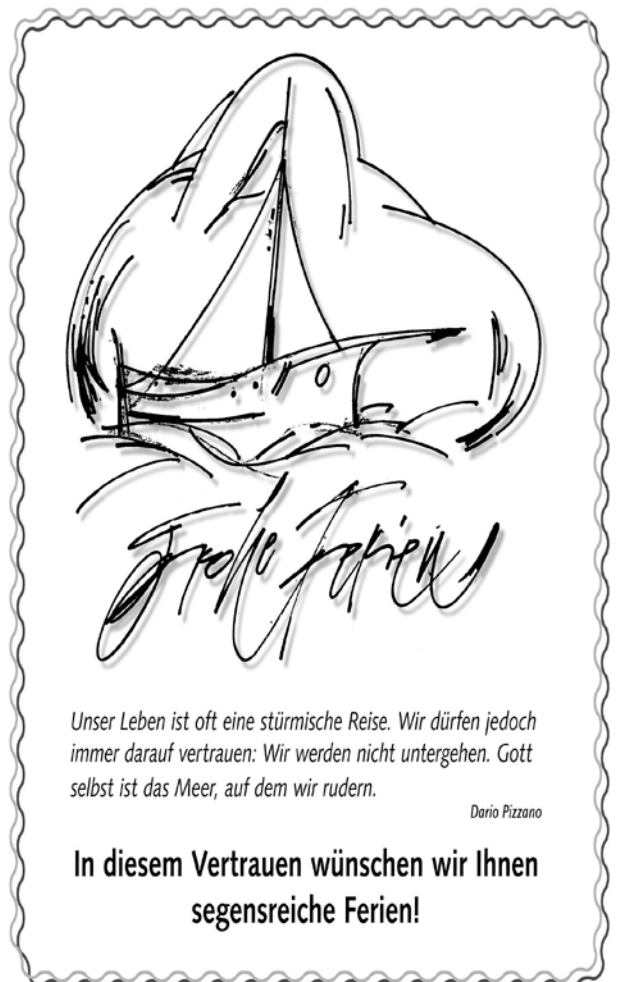 Frohe Ferien
Unser Leben ist oft eine stürmische Reise. Wir dürfen jedoch
immer darauf vertrauen: Wir werden nicht untergehen. Gott
selbst ist das Meer, auf dem wir rudern.
Dario Pizzano
In diesem Vertrauen wünschen wir Ihnen
segensreiche Ferien!